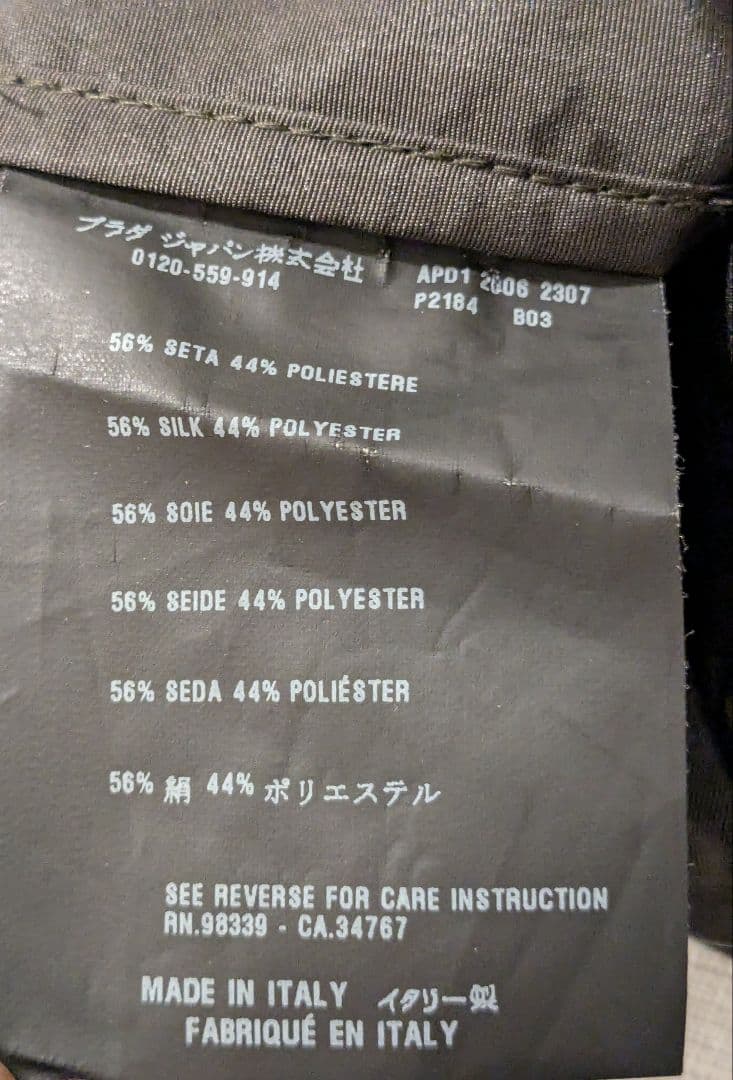 プラダ ジャパン株式会社
0120-559-914
APD1 2806 2307
P2184 B03
56% SETA 44% POLIESTERE
56% SILK 44% POLYESTER
56% SOIE 44% POLYESTER
56% SEIDE 44% POLYESTER
56% SEDA 44% POLIÉSTER
56% 絹 44% ポリエステル
SEE REVERSE FOR CARE INSTRUCTION
RN.98339 - CA.34767
MADE IN ITALY イタリー製
FABRIQUÉ EN ITALY